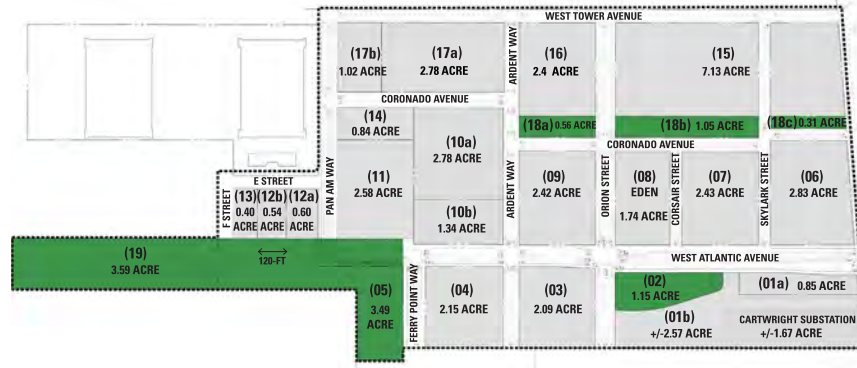 WEST TOWER AVENUE
(17b)
1.02 ACRE
(17a)
2.78 ACRE
ARDENT WAY
(16)
2.4 ACRE
(15)
7.13 ACRE
CORONADO AVENUE
(14)
0.84 ACRE
(18a) 0.56 ACRE
(18b) 1.05 ACRE
(18c) 0.31 ACRE
CORONADO AVENUE
PAN AM WAY
(11)
2.58 ACRE
(10a)
2.78 ACRE
(10b)
1.34 ACRE
ARDENT WAY
(09)
2.42 ACRE
ORION STREET
(08)
EDEN
1.74 ACRE
CORSAIR STREET
(07)
2.43 ACRE
SKYLARK STREET
(06)
2.83 ACRE
E STREET
F STREET
(13)
0.40
ACRE
(12b)
0.54
ACRE
(12a)
0.60
ACRE
120-FT
(19)
3.59 ACRE
WEST ATLANTIC AVENUE
(05)
3.49
ACRE
FERRY POINT WAY
(04)
2.15 ACRE
(03)
2.09 ACRE
(02)
1.15 ACRE
(01a) 0.85 ACRE
(01b)
+/-2.57 ACRE
CARTWRIGHT SUBSTATION
+/-1.67 ACRE